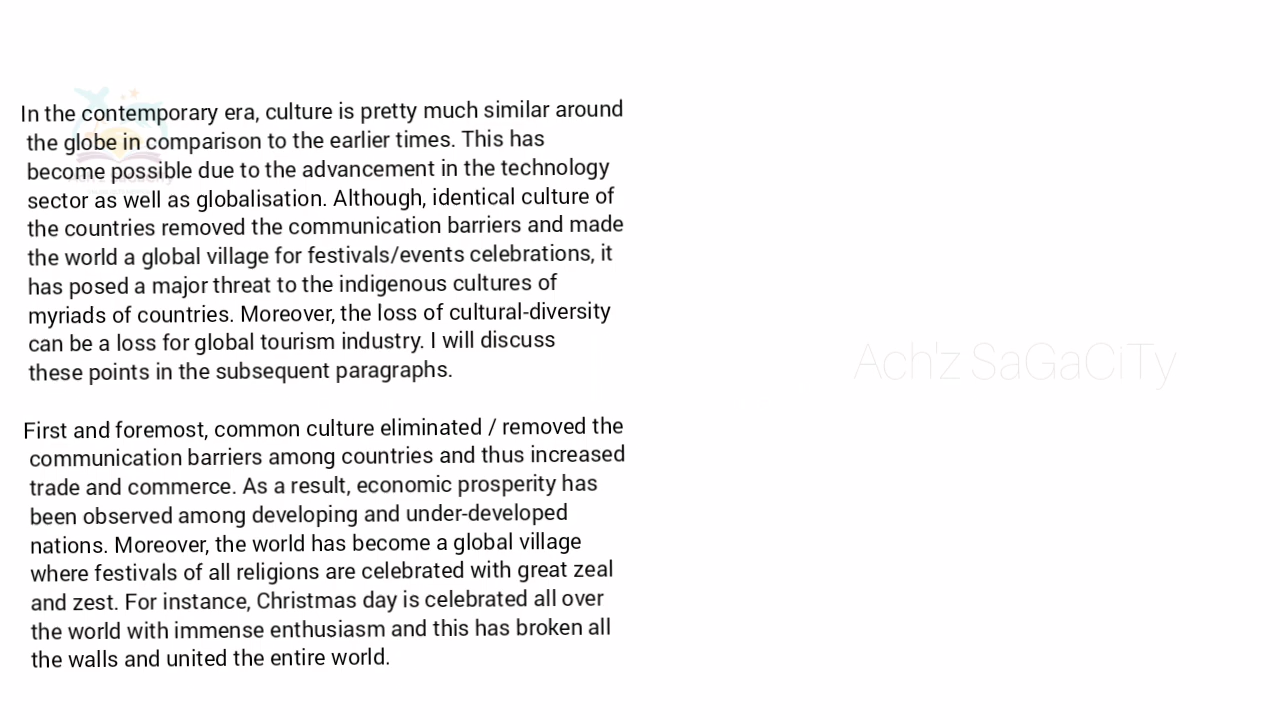 In the contemporary era, culture is pretty much similar around
the globe in comparison to the earlier times. This has
become possible due to the advancement in the technology
sector as well as globalisation. Although, identical culture of
the countries removed the communication barriers and made
the world a global village for festivals/events celebrations, it
has posed a major threat to the indigenous cultures of
myriads of countries. Moreover, the loss of cultural-diversity
can be a loss for global tourism industry. I will discuss
these points in the subsequent paragraphs.
First and foremost, common culture eliminated / removed the
communication barriers among countries and thus increased
trade and commerce. As a result, economic prosperity has
been observed among developing and under-developed
nations. Moreover, the world has become a global village
where festivals of all religions are celebrated with great zeal
and zest. For instance, Christmas day is celebrated all over
the world with immense enthusiasm and this has broken all
the walls and united the entire world.
Ach'z SaGaCiTy